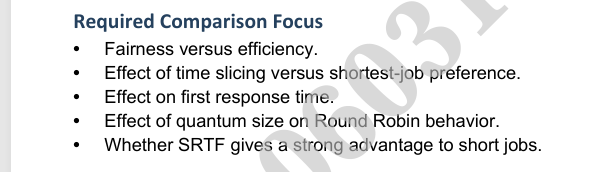 Required Comparison Focus
• Fairness versus efficiency.
• Effect of time slicing versus shortest-job preference.
• Effect on first response time.
• Effect of quantum size on Round Robin behavior.
• Whether SRTF gives a strong advantage to short jobs.